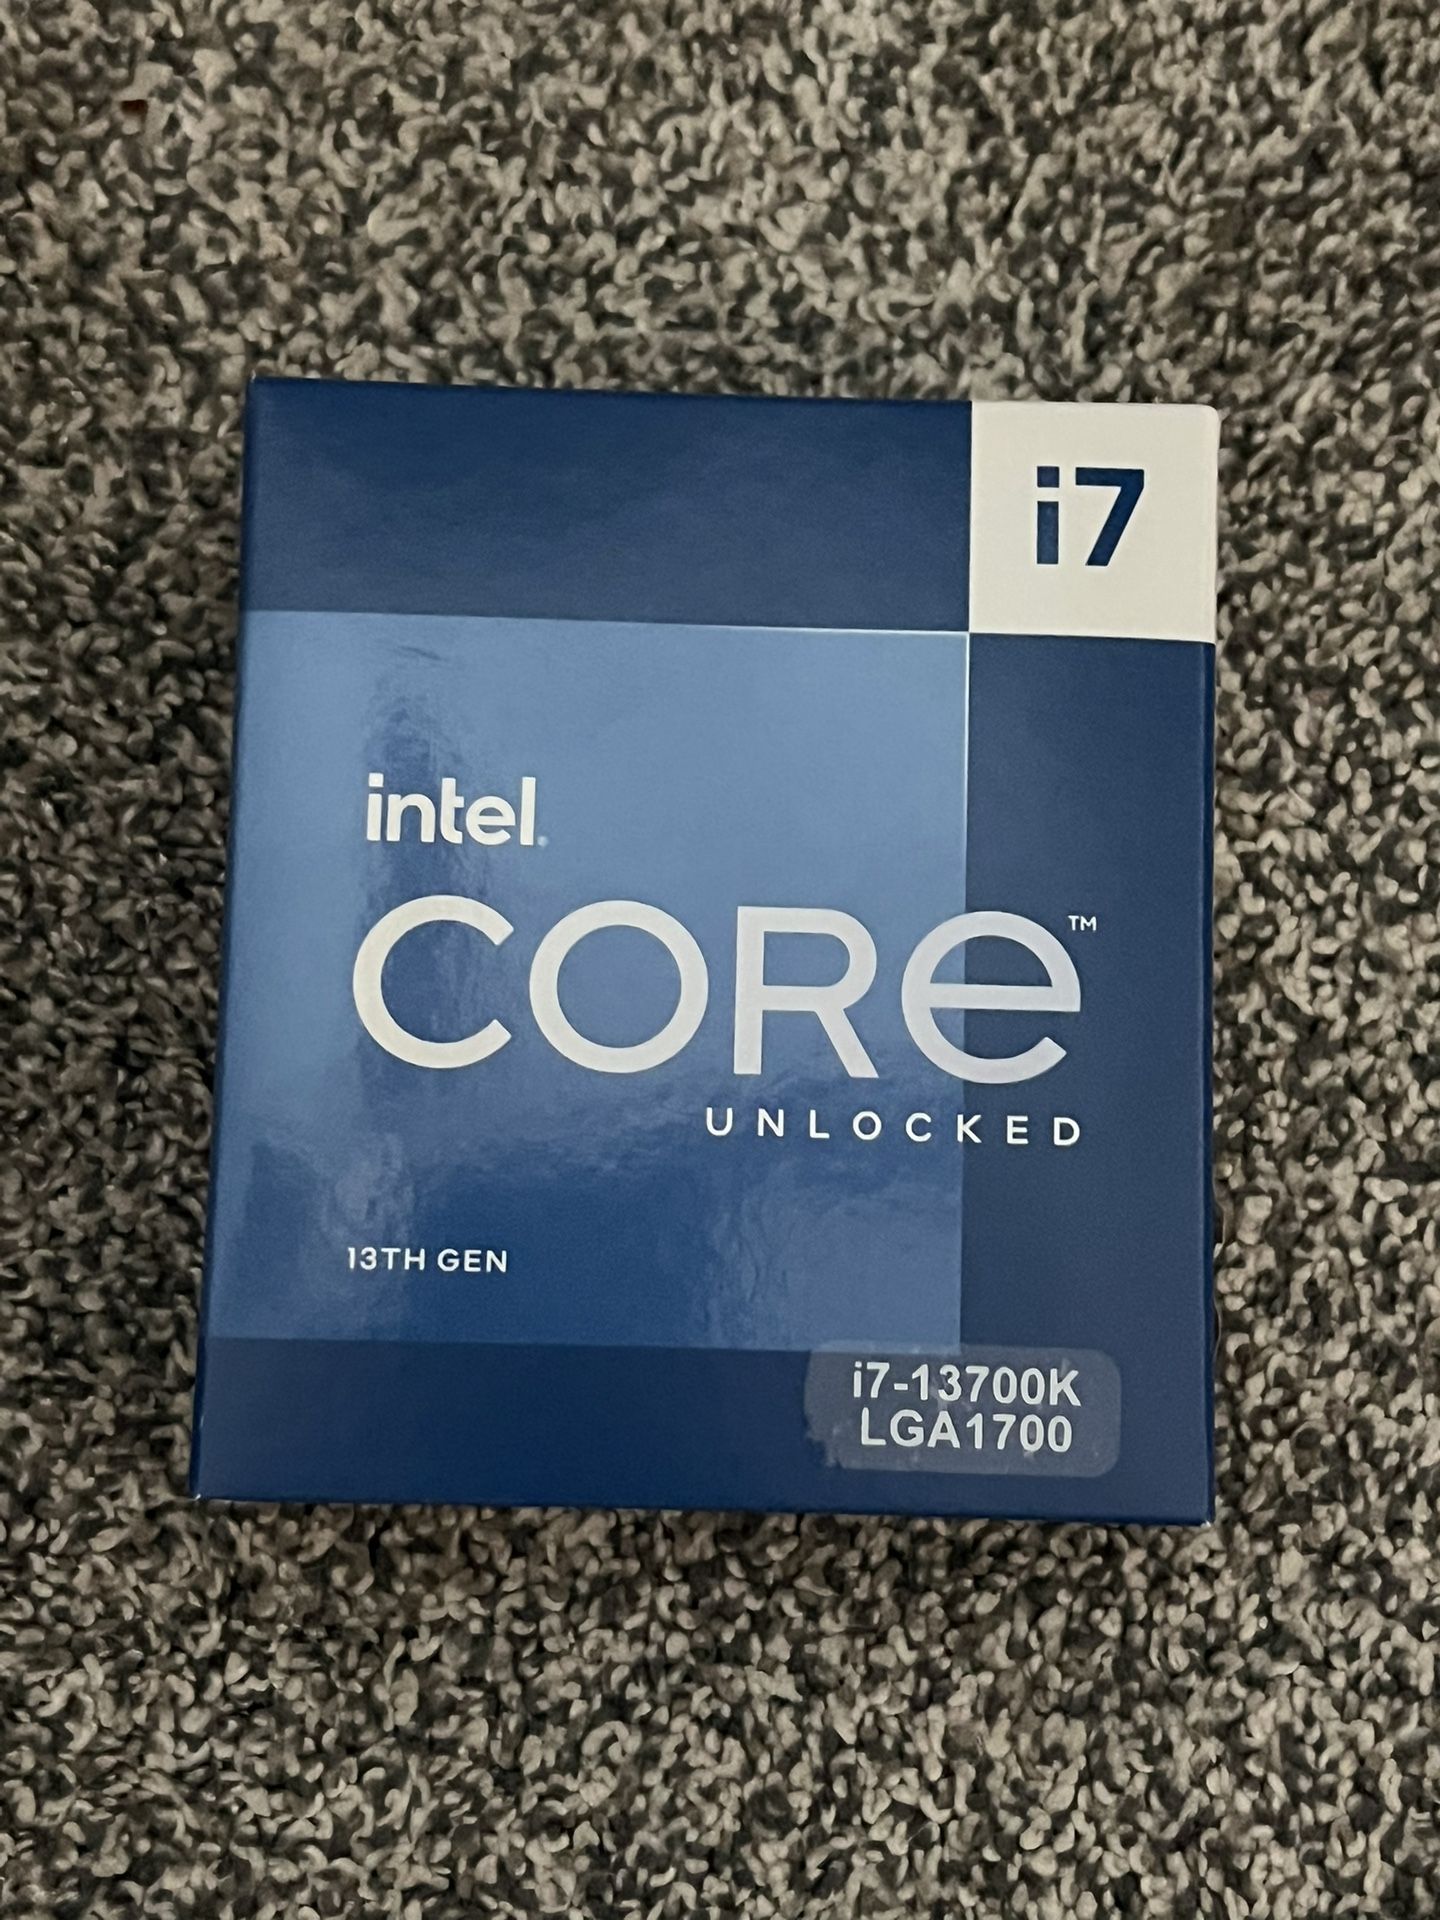 i7
intel.
CORe™
UNLOCKED
13TH GEN
i7-13700K
LGA1700